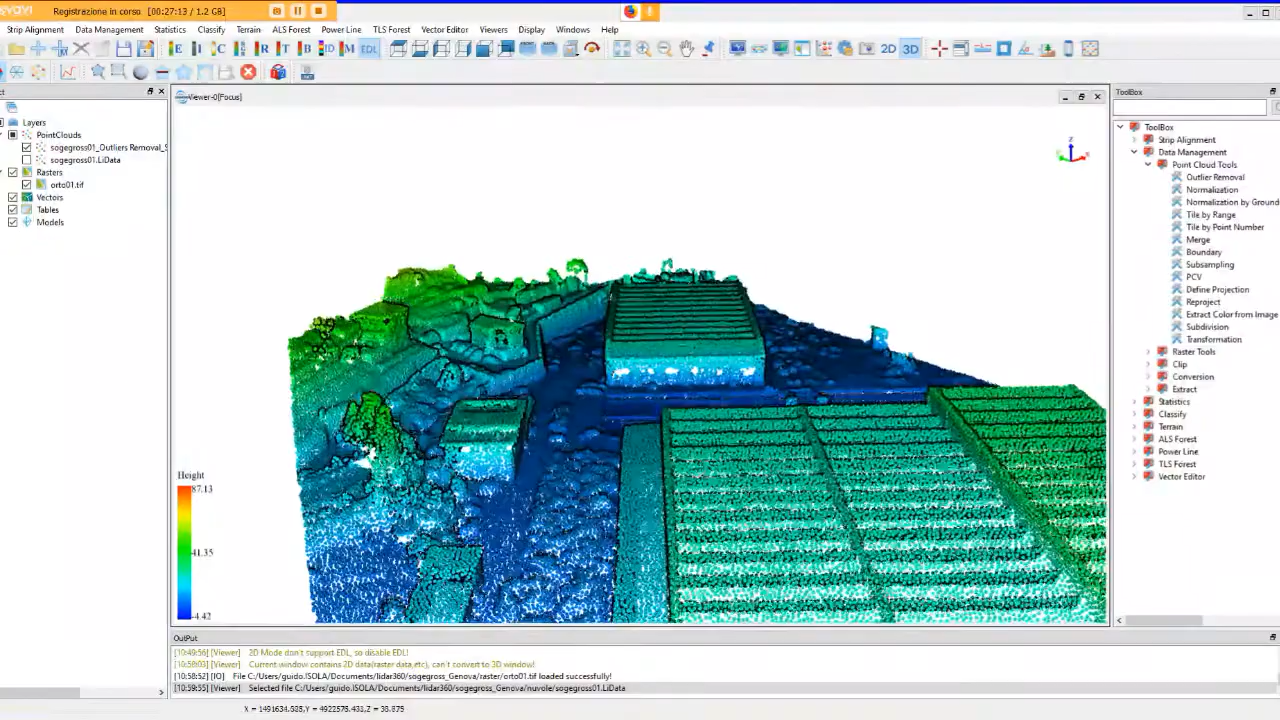 Registrazione in corso [00:27:13 / 1.2 GB]
Strip Alignment Data Management Statistics Classify Terrain ALS Forest Power Line TLS Forest Vector Editor Viewers Display Windows Help
EDL
2D 3D
Viewer-0[Focus]
Layers
PointClouds
sogegross01_Outliers Removal_S
sogegross01.LiData
Rasters
orto01.tif
Vectors
Tables
Models
Height
87.13
41.35
-4.42
ToolBox
ToolBox
Strip Alignment
Data Management
Point Cloud Tools
Outlier Removal
Normalization
Normalization by Ground
Tile by Range
Tile by Point Number
Merge
Boundary
Subsampling
PCV
Define Projection
Reproject
Extract Color from Image
Subdivision
Transformation
Raster Tools
Clip
Conversion
Extract
Statistics
Classify
Terrain
ALS Forest
Power Line
TLS Forest
Vector Editor
OutPut
[10:49:56] [Viewer] 2D Mode don't support EDL, so disable EDL!
[10:58:03] [Viewer] Current window contains 2D data(raster data,etc), can't convert to 3D window!
[10:58:52] [IO] File C:/Users/guido.ISOLA/Documents/lidar360/sogegross_Genova/raster/orto01.tif loaded successfully!
[10:59:55] [Viewer] Selected file C:/Users/guido.ISOLA/Documents/lidar360/sogegross_Genova/nuvole/sogegross01.LiData